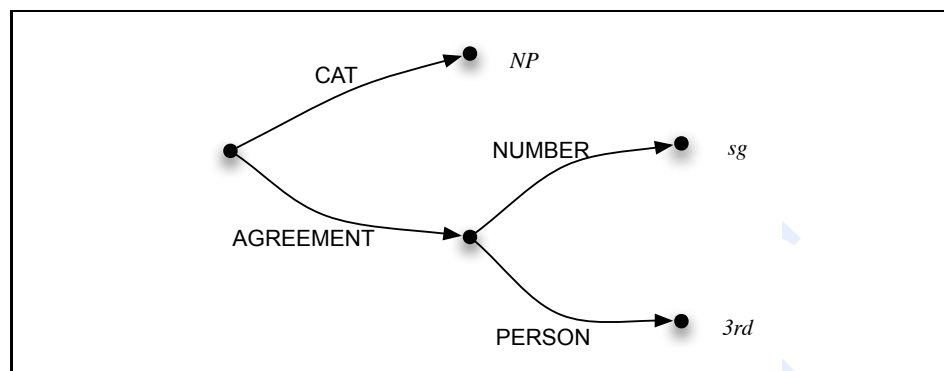 CAT
NP
NUMBER
sg
AGREEMENT
PERSON
3rd